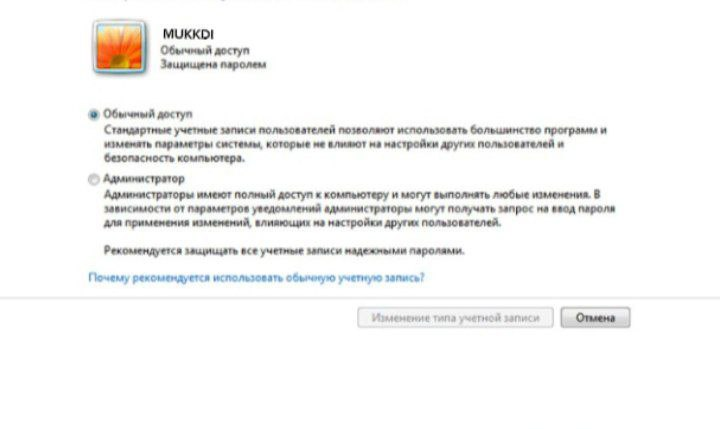 MUKKDI
Обычный доступ
Защищена паролем
Обычный доступ
Стандартные учетные записи пользователей позволяют использовать большинство программ и
изменять параметры системы, которые не влияют на настройки других пользователей и
безопасность компьютера.
Администратор
Администраторы имеют полный доступ к компьютеру и могут выполнять любые изменения. В
зависимости от параметров уведомлений администраторы могут получать запрос на ввод пароля
для применения изменений, влияющих на настройки других пользователей.
Рекомендуется защищать все учетные записи надежными паролями.
Почему рекомендуется использовать обычную учетную запись?
Изменение типа учетной записи
Отмена